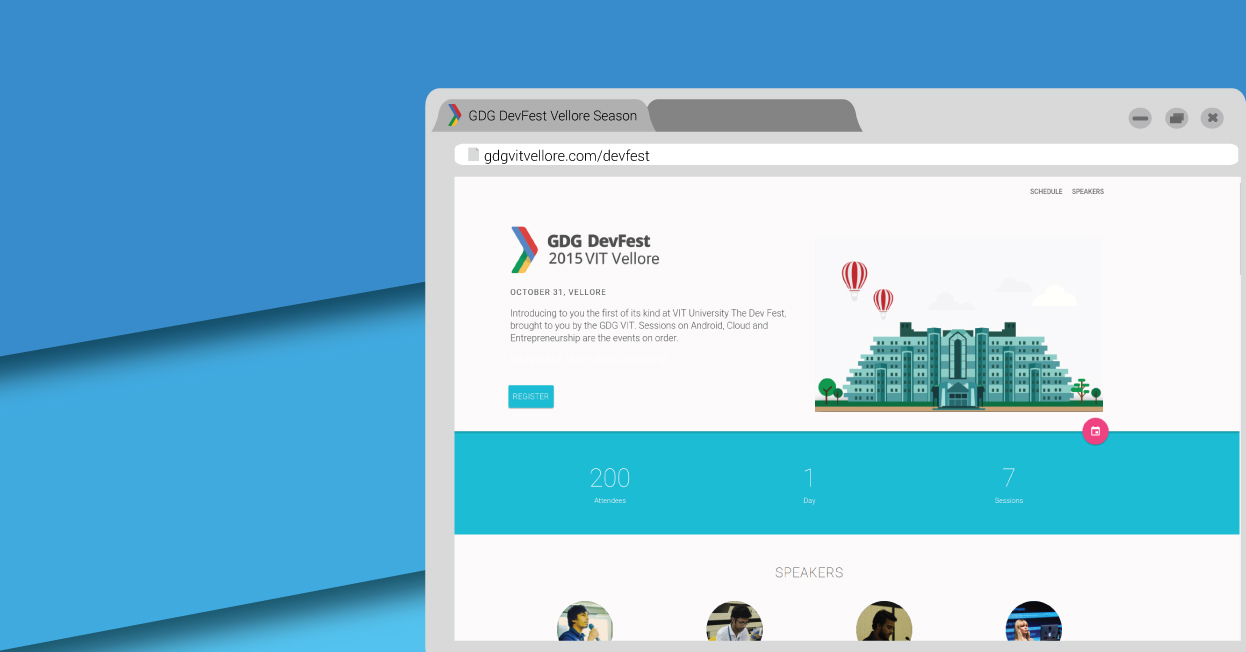 GDG DevFest Vellore Season
gdgvitvellore.com/devfest
SCHEDULE SPEAKERS
GDG DevFest
2015 VIT Vellore
OCTOBER 31, VELLORE
Introducing to you the first of its kind at VIT University The Dev Fest,
brought to you by the GDG VIT. Sessions on Android, Cloud and
Entrepreneurship are the events on order.
REGISTER
200 1 7
Attendees Day Sessions
SPEAKERS